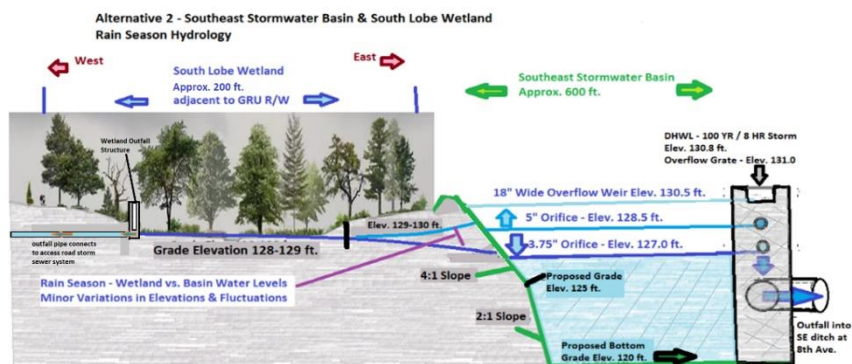 Alternative 2 - Southeast Stormwater Basin & South Lobe Wetland
Rain Season Hydrology
West
East
South Lobe Wetland
Approx. 200 ft.
adjacent to GRU R/W
Southeast Stormwater Basin
Approx. 600 ft.
Wetland Outfall
Structure
DHWL - 100 YR / 8 HR Storm
Elev. 130.8 ft.
Overflow Grate - Elev. 131.0
18" Wide Overflow Weir Elev. 130.5 ft.
5" Orifice - Elev. 128.5 ft.
Elev. 129-130 ft.
3.75" Orifice - Elev. 127.0 ft.
outfall pipe connects
to access road storm
sewer system
Grade Elevation 128-129 ft.
Rain Season - Wetland vs. Basin Water Levels
Minor Variations in Elevations & Fluctuations
4:1 Slope
Proposed Grade
Elev. 125 ft.
2:1 Slope
Proposed Bottom
Grade Elev. 120 ft.
Outfall into
SE ditch at
8th Ave.